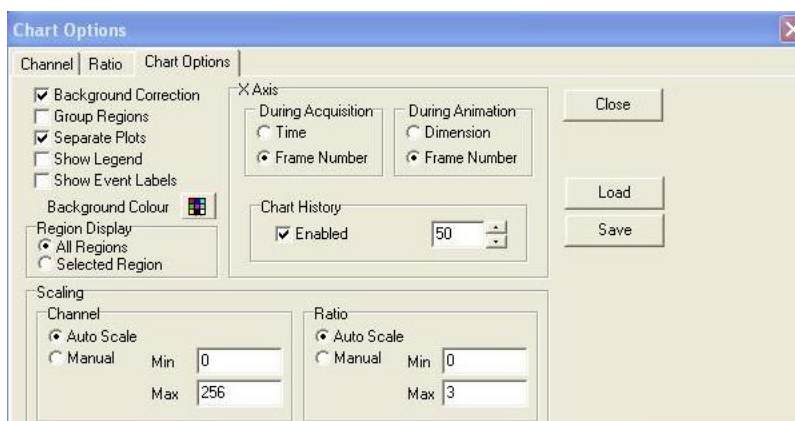 Chart Options
Channel Ratio Chart Options
Background Correction
Group Regions
Separate Plots
Show Legend
Show Event Labels
Background Colour
Region Display
All Regions
Selected Region
X Axis
During Acquisition
Time
Frame Number
During Animation
Dimension
Frame Number
Chart History
Enabled 50
Close
Load
Save
Scaling
Channel
Auto Scale
Manual Min 0
Max 256
Ratio
Auto Scale
Manual Min 0
Max 3